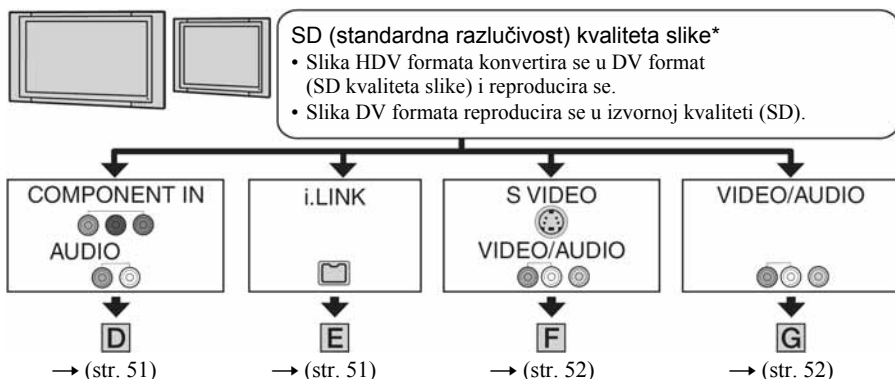 SD (standardna razlučivost) kvaliteta slike*
• Slika HDV formata konvertira se u DV format
(SD kvaliteta slike) i reproducira se.
• Slika DV formata reproducira se u izvornoj kvaliteti (SD).
COMPONENT IN
AUDIO
i.LINK
S VIDEO
VIDEO/AUDIO
VIDEO/AUDIO
D
E
F
G
→ (str. 51)
→ (str. 51)
→ (str. 52)
→ (str. 52)